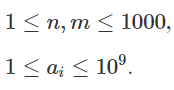 1 ≤ n, m ≤ 1000,
1 ≤ aᵢ ≤ 10⁹.